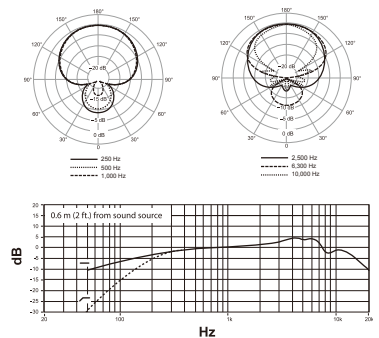 180° 180°
150° 150° 150° 150°
120° 120° 120° 120°
90° 90° 90° 90°
60° 60° 60° 60°
30° 30° 30° 30°
0° 0°
–20 dB –20 dB
–15 dB –15 dB
–10 dB –10 dB
–5 dB –5 dB
0 dB 0 dB
250 Hz
500 Hz
1,000 Hz
2,500 Hz
6,300 Hz
10,000 Hz
0.6 m (2 ft.) from sound source
dB
20
15
10
5
0
-5
-10
-15
-20
-25
-30
20 100 1k 10k 20k
Hz